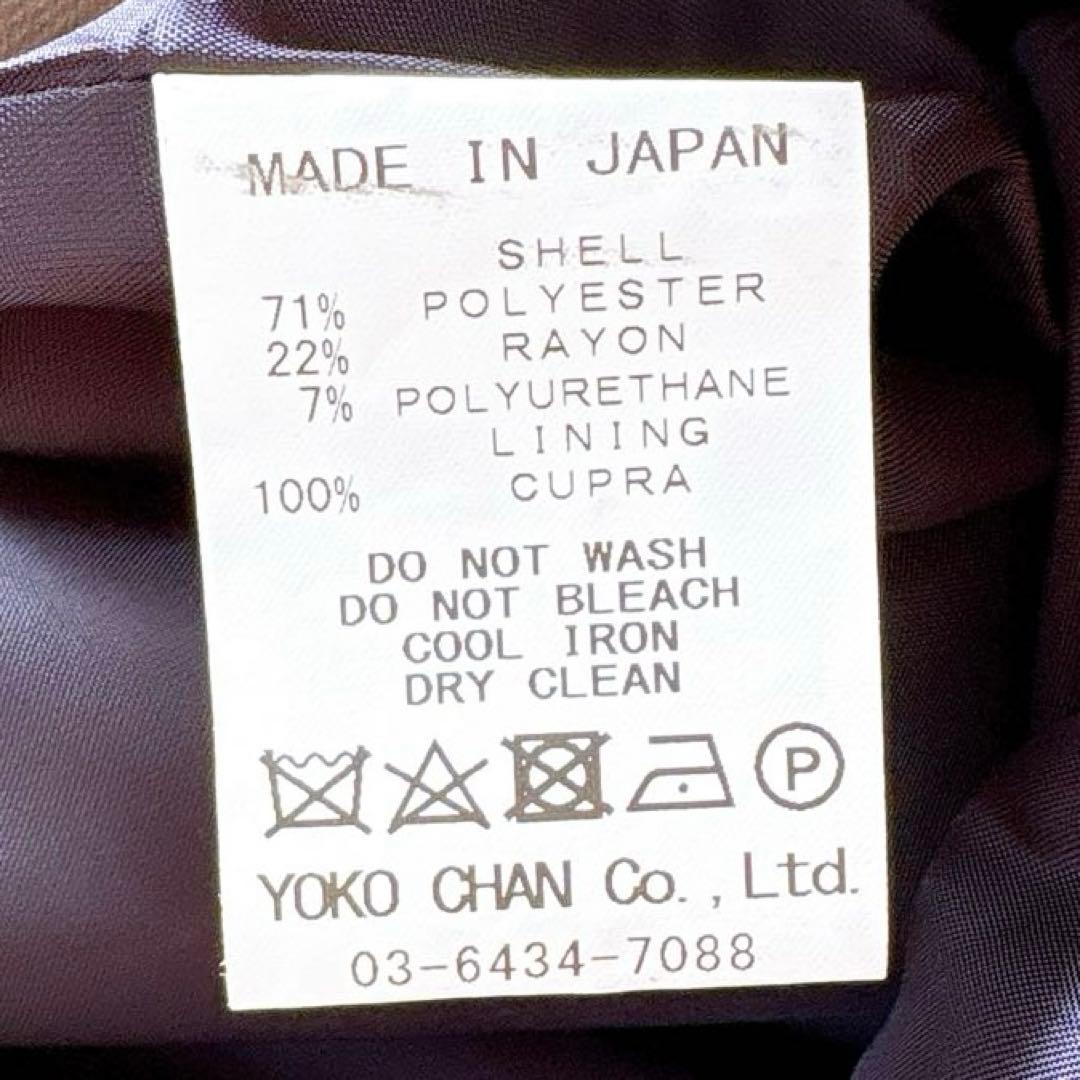 MADE IN JAPAN
SHELL
71% POLYESTER
22% RAYON
7% POLYURETHANE
LINING
100% CUPRA
DO NOT WASH
DO NOT BLEACH
COOL IRON
DRY CLEAN
P
YOKO CHAN Co.,Ltd.
03-6434-7088